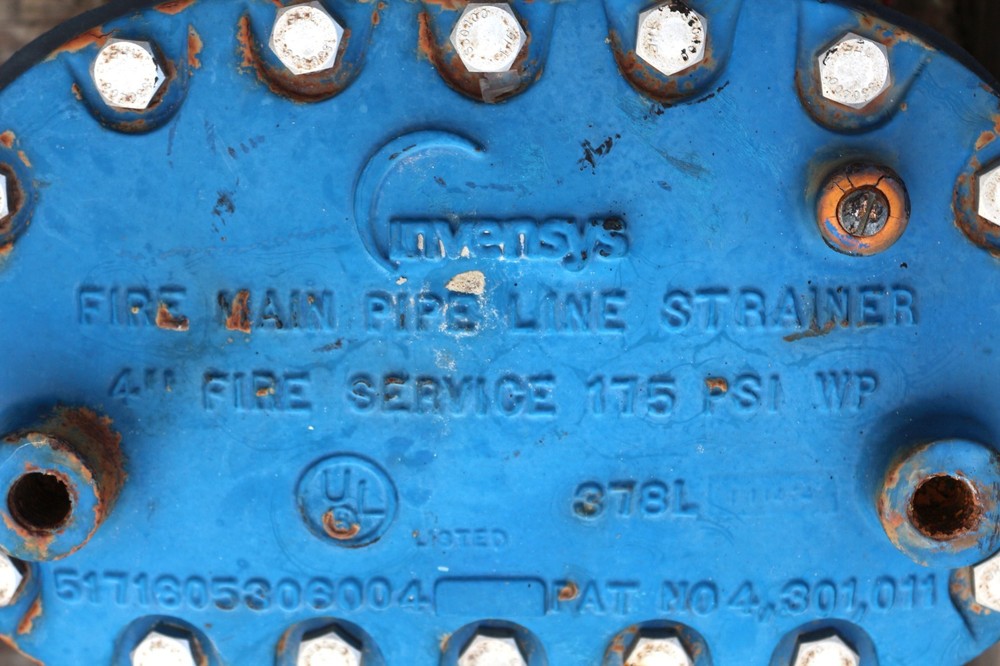 invensys
FIRE MAIN PIPE LINE STRAINER
4" FIRE SERVICE 175 PSI WP
UL ®
378L
LISTED
5171605306004 PAT NO 4,301,011